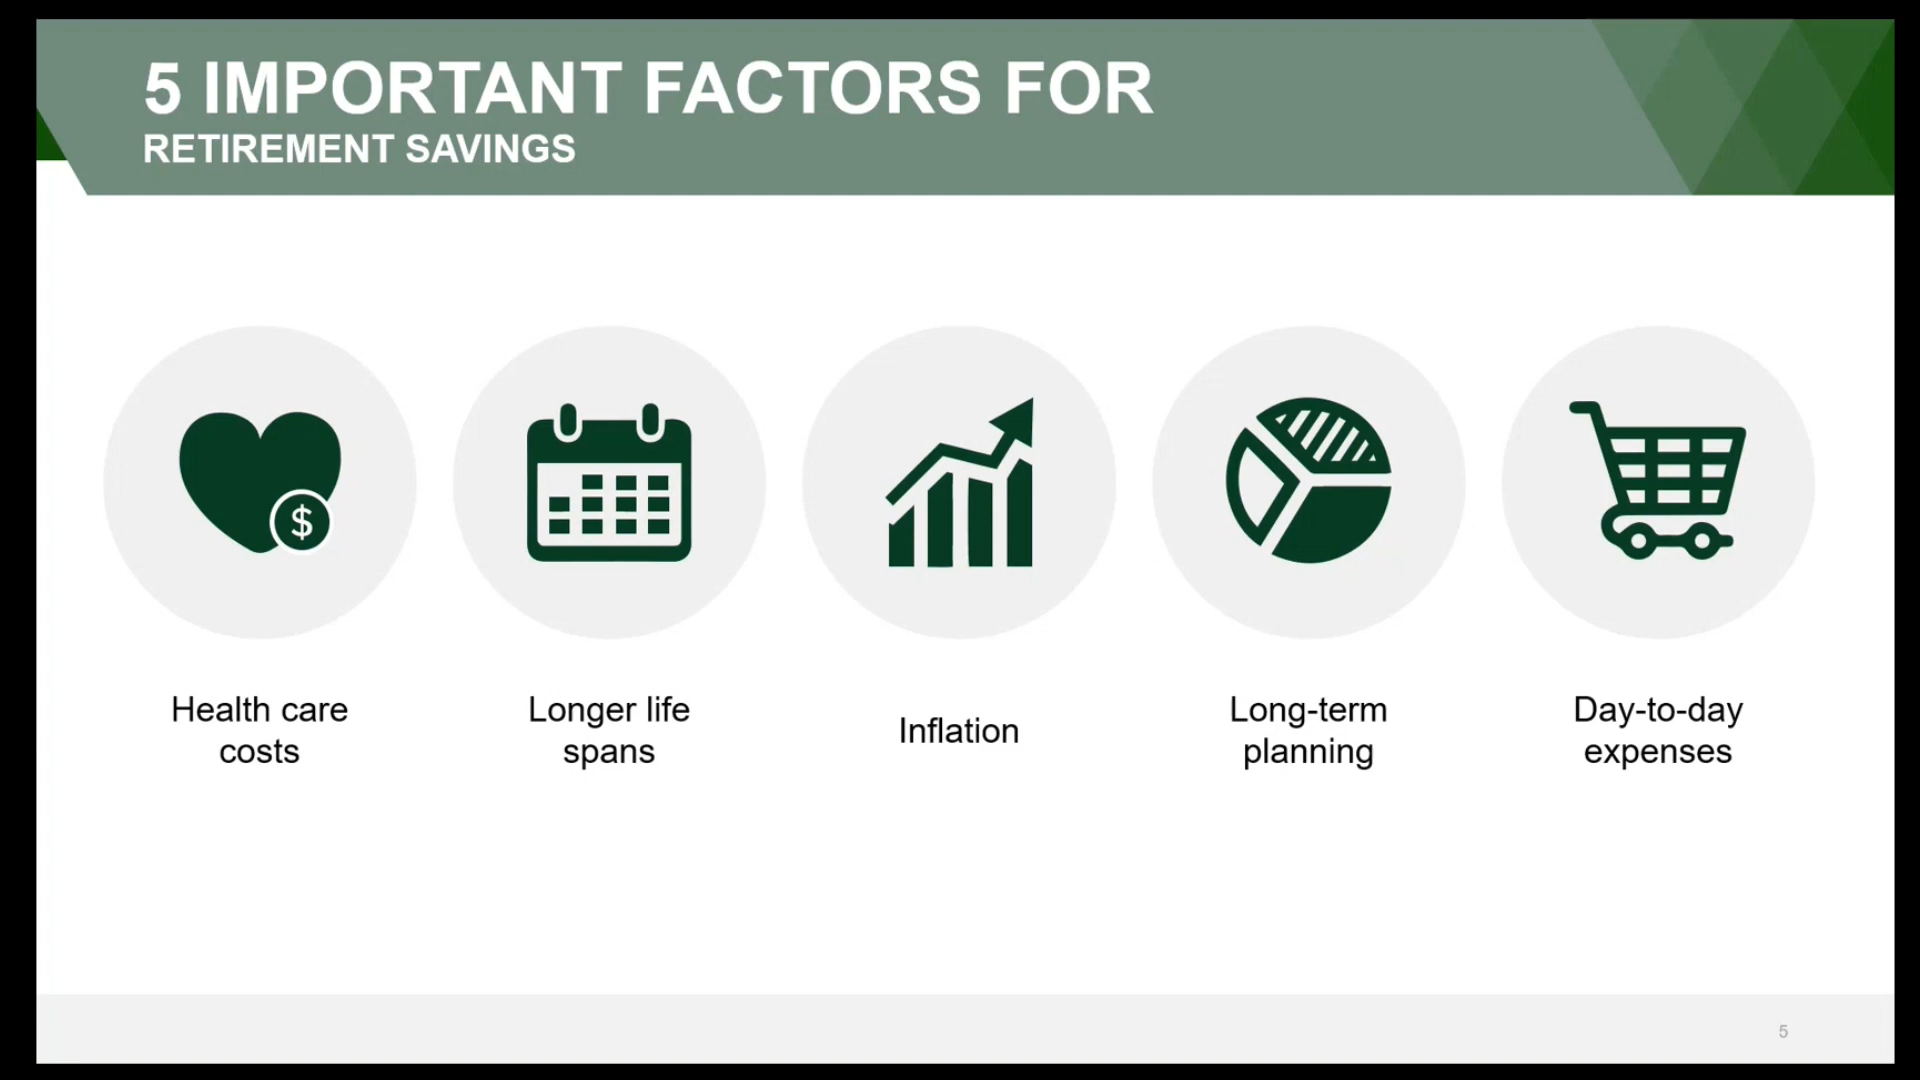 5 IMPORTANT FACTORS FOR
RETIREMENT SAVINGS
$
Health care
costs
Longer life
spans
Inflation
Long-term
planning
Day-to-day
expenses
5